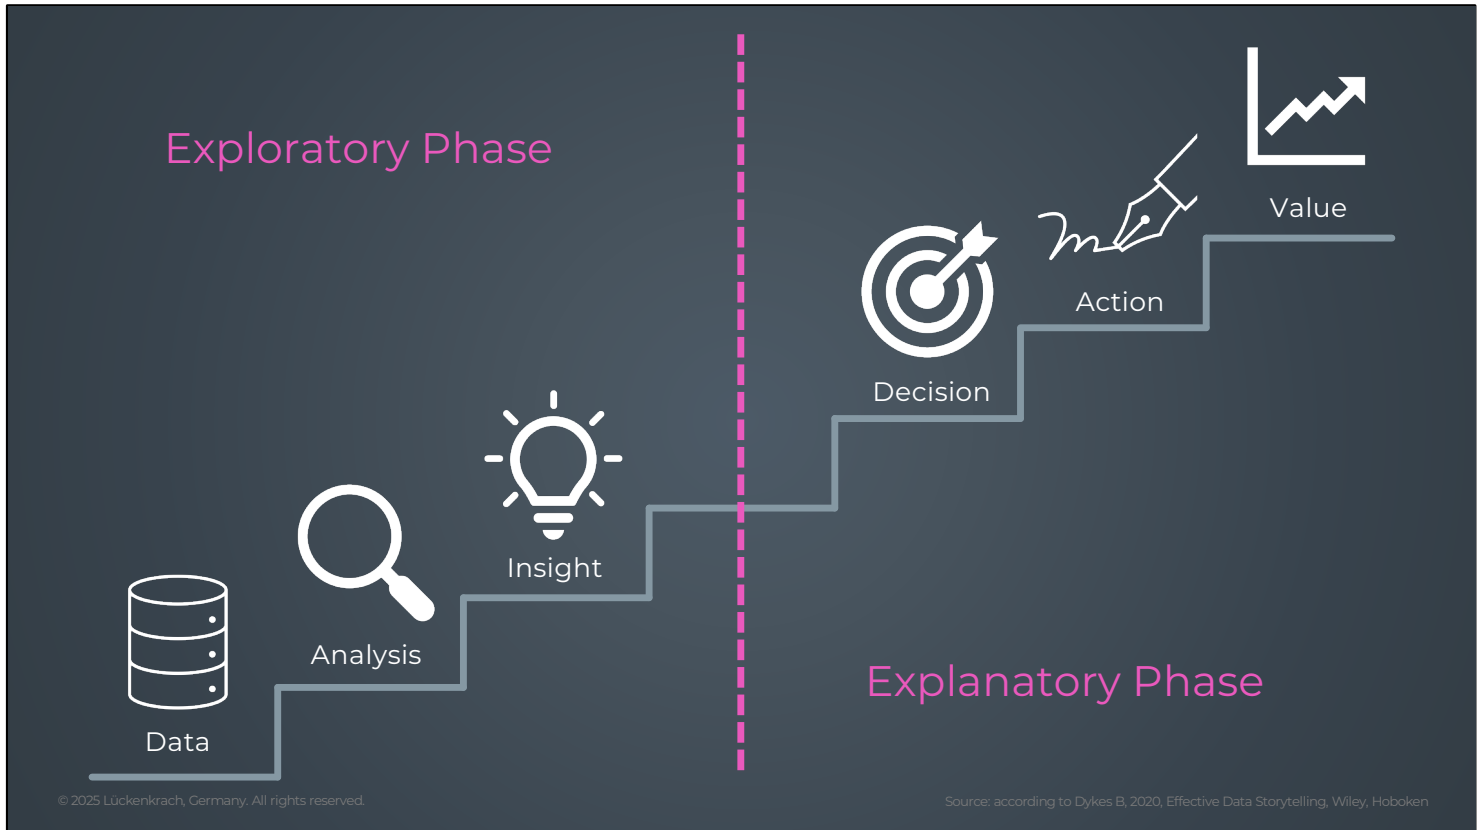 Exploratory Phase
Value
Action
Decision
Insight
Analysis
Explanatory Phase
Data
© 2025 Lückenkrach, Germany. All rights reserved.
Source: according to Dykes B, 2020, Effective Data Storytelling, Wiley, Hoboken